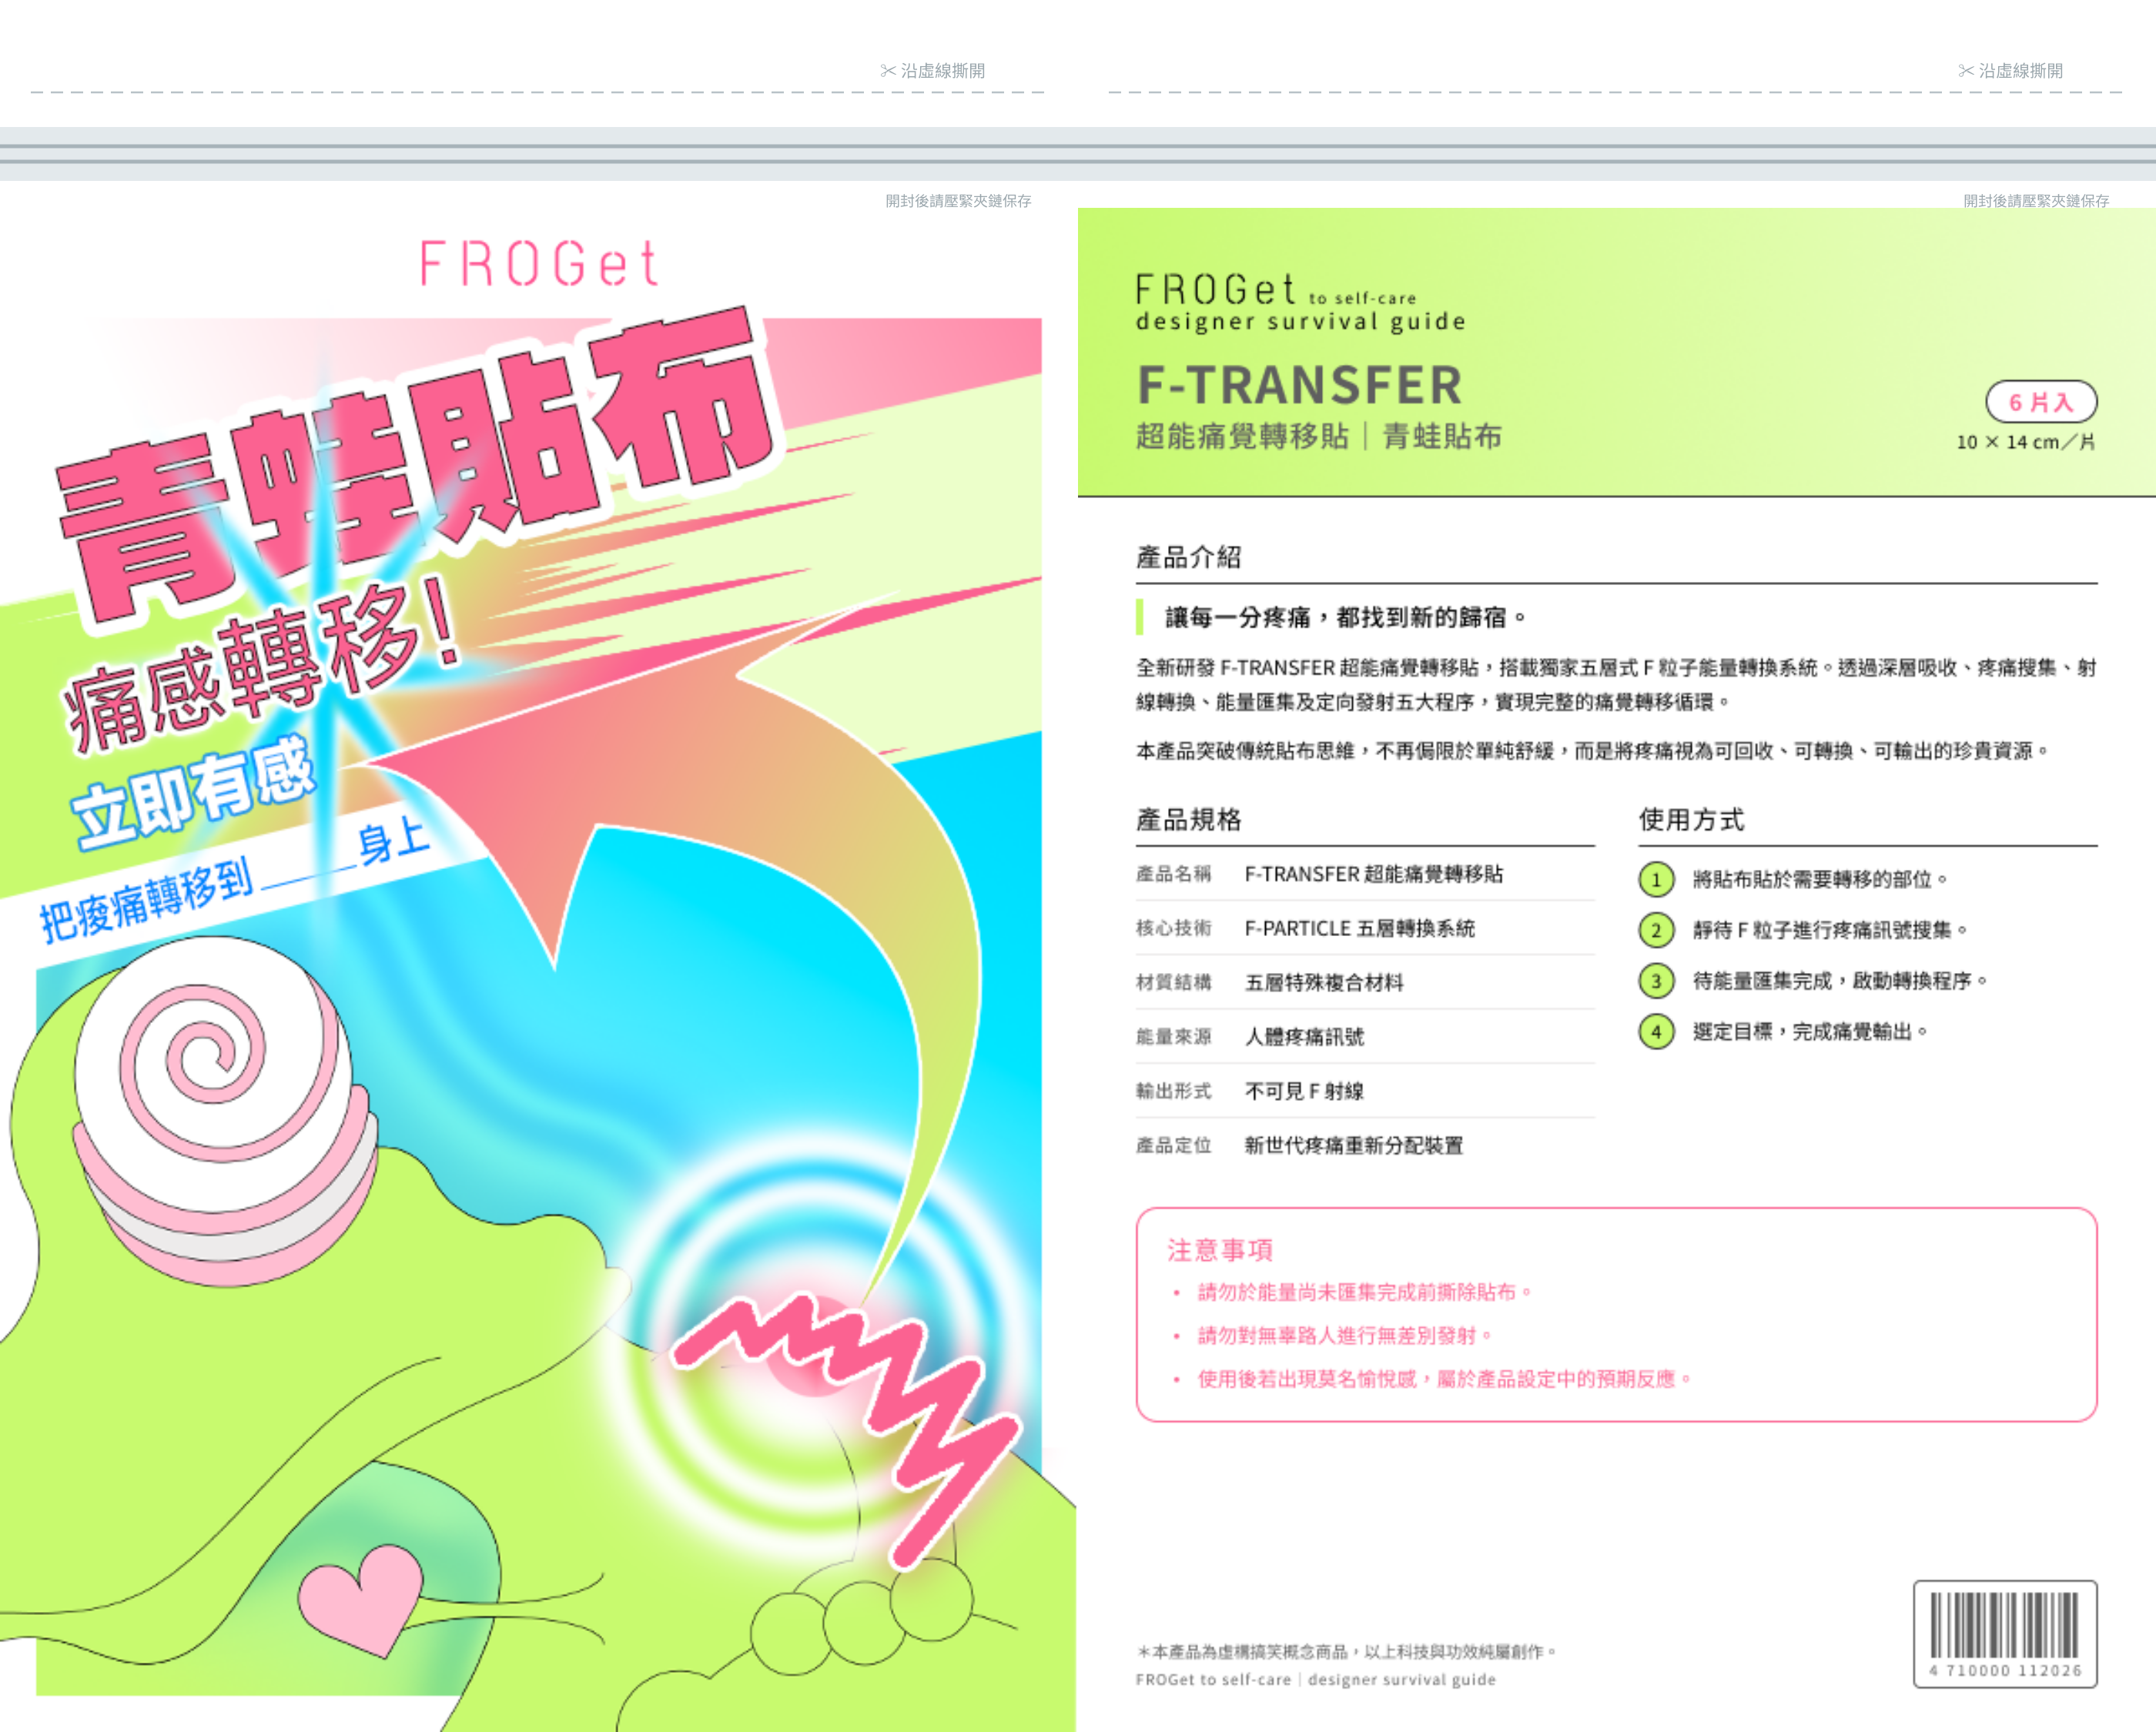 沿虛線撕開
開封後請壓緊夾鏈保存
FROGet
青蛙貼布
痛感轉移!
立即有感
把痠痛轉移到____身上
沿虛線撕開
開封後請壓緊夾鏈保存
FROGet to self-care
designer survival guide
F-TRANSFER
超能痛覺轉移貼｜青蛙貼布
6 片入
10 × 14 cm／片
產品介紹
讓每一分疼痛，都找到新的歸宿。
全新研發 F-TRANSFER 超能痛覺轉移貼，搭載獨家五層式 F 粒子能量轉換系統。透過深層吸收、疼痛搜集、射
線轉換、能量匯集及定向發射五大程序，實現完整的痛覺轉移循環。
本產品突破傳統貼布思維，不再侷限於單純舒緩，而是將疼痛視為可回收、可轉換、可輸出的珍貴資源。
產品規格
產品名稱 F-TRANSFER 超能痛覺轉移貼
核心技術 F-PARTICLE 五層轉換系統
材質結構 五層特殊複合材料
能量來源 人體疼痛訊號
輸出形式 不可見 F 射線
產品定位 新世代疼痛重新分配裝置
使用方式
1 將貼布貼於需要轉移的部位。
2 靜待 F 粒子進行疼痛訊號搜集。
3 待能量匯集完成，啟動轉換程序。
4 選定目標，完成痛覺輸出。
注意事項
• 請勿於能量尚未匯集完成前撕除貼布。
• 請勿對無辜路人進行無差別發射。
• 使用後若出現莫名愉悅感，屬於產品設定中的預期反應。
＊本產品為虛構搞笑概念商品，以上科技與功效純屬創作。
FROGet to self-care｜designer survival guide
4 710000 112026